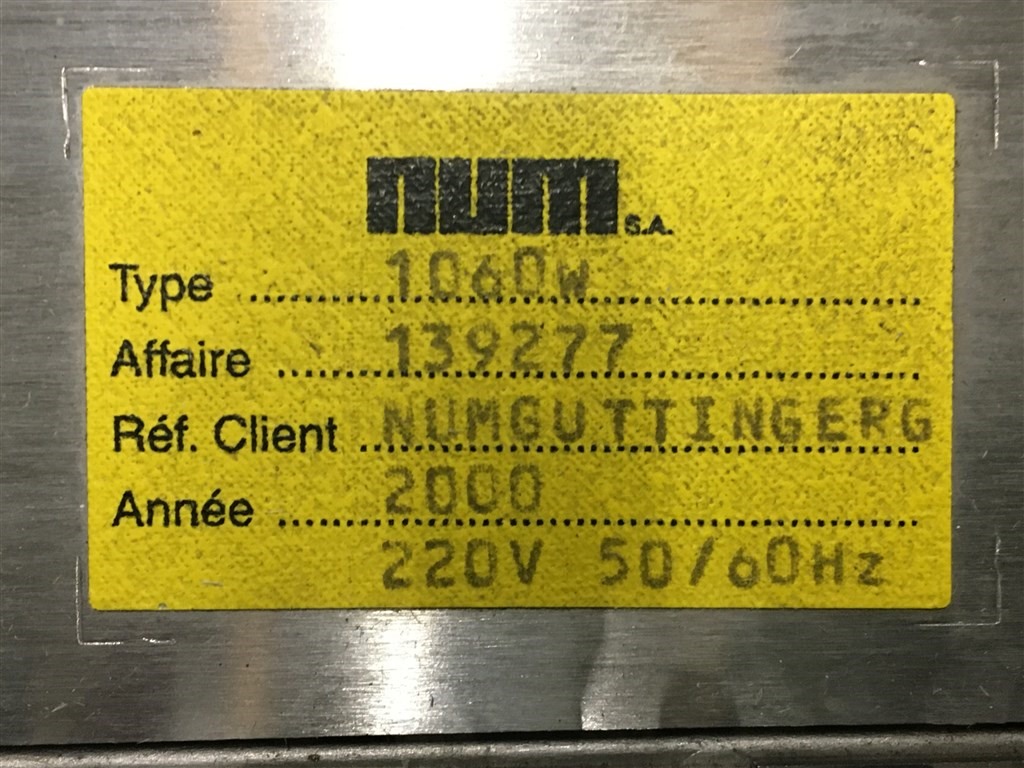 num S.A.
Type 1060W
Affaire 139277
Réf. Client NUMGUTTINGERG
Année 2000
220V 50/60Hz